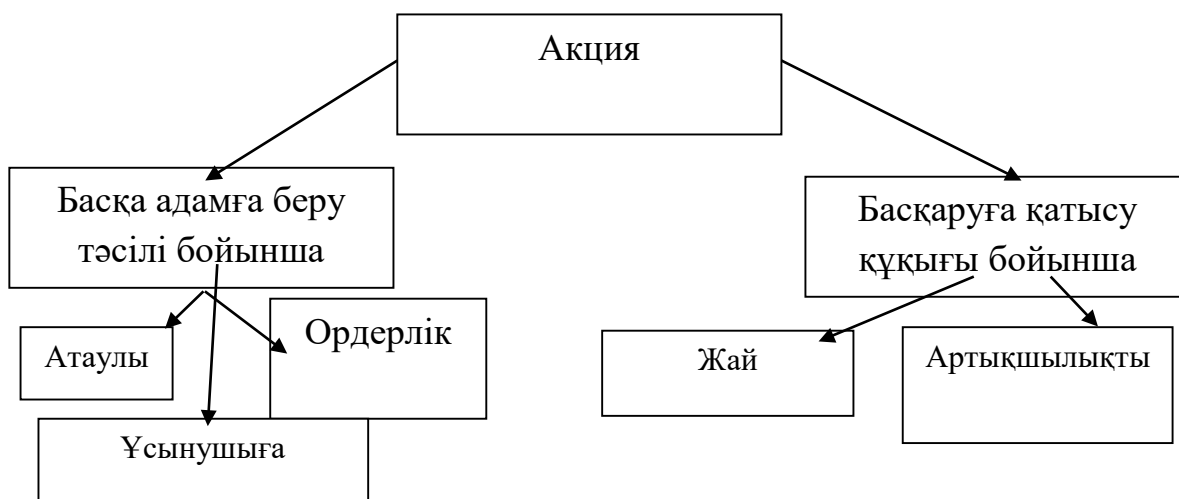 Акция
Басқа адамға беру
тәсілі бойынша
Басқаруға қатысу
құқығы бойынша
Атаулы
Ордерлік
Ұсынушыға
Жай
Артықшылықты